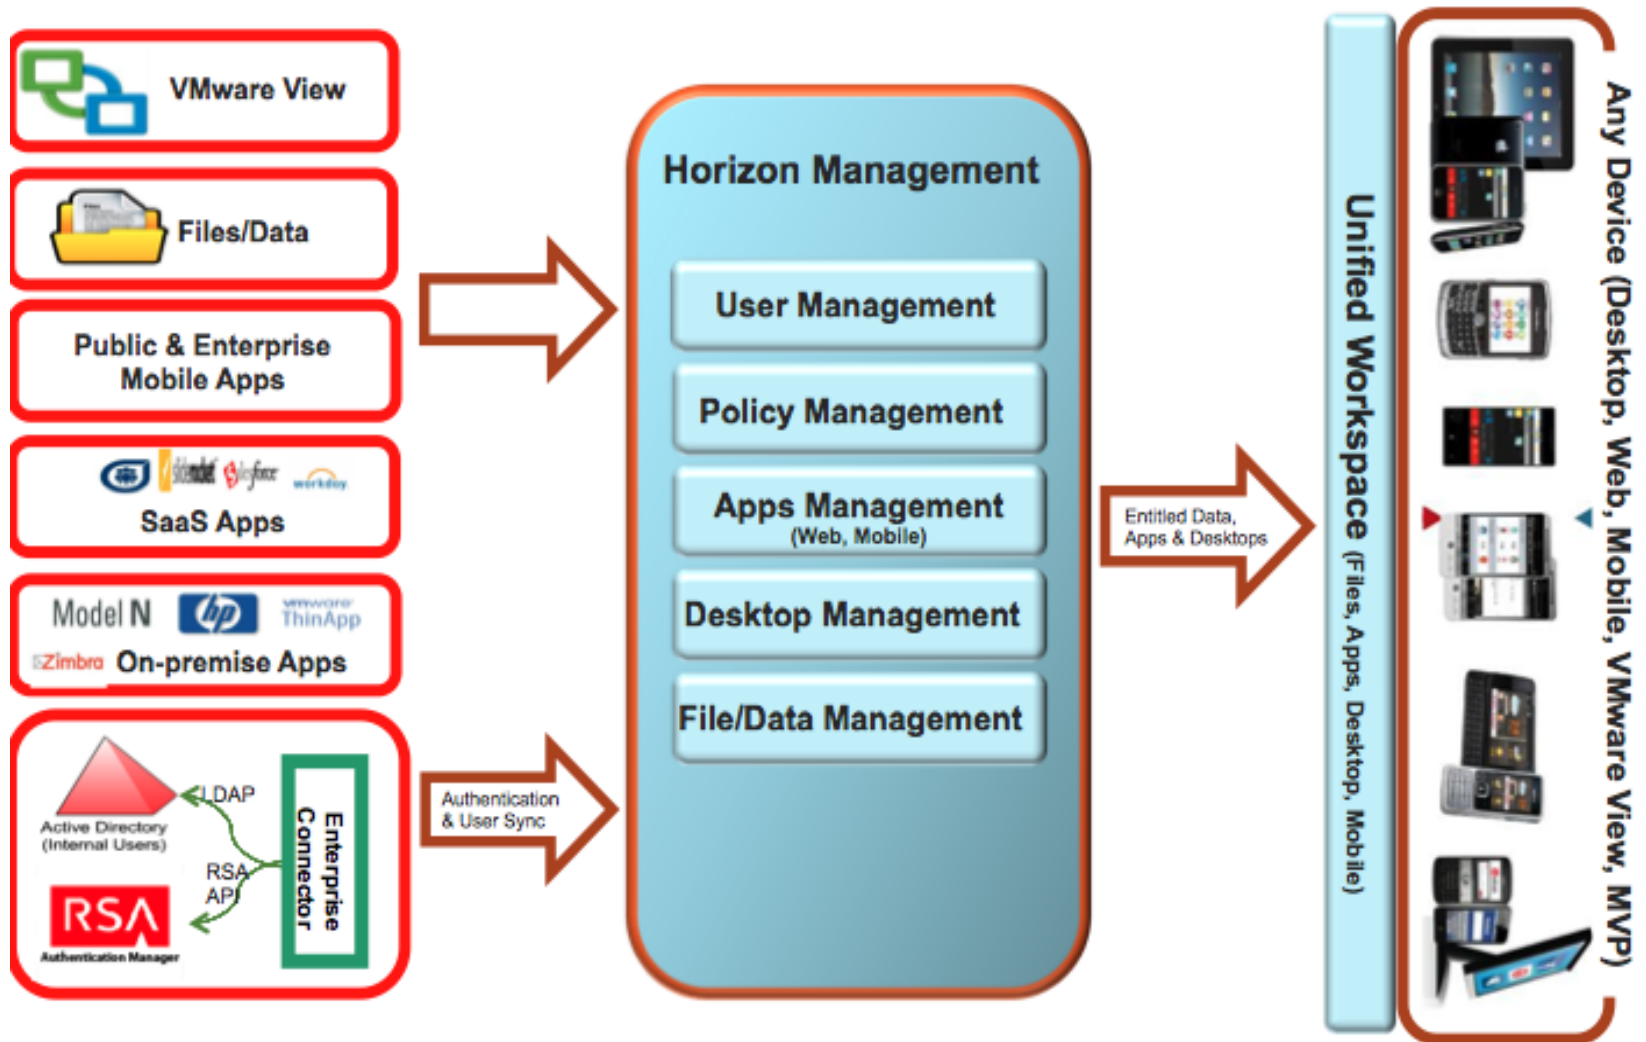 VMware View
Files/Data
Public & Enterprise
Mobile Apps
salesforce
workday
SaaS Apps
Model N
hp
vmware
ThinApp
Zimbra
On-premise Apps
LDAP
Active Directory
(Internal Users)
RSA
API
RSA
Authentication Manager
Enterprise
Connector
Authentication
& User Sync
Horizon Management
User Management
Policy Management
Apps Management
(Web, Mobile)
Desktop Management
File/Data Management
Entitled Data,
Apps & Desktops
Unified Workspace (Files, Apps, Desktop, Mobile)
Any Device (Desktop, Web, Mobile, VMware View, MVP)